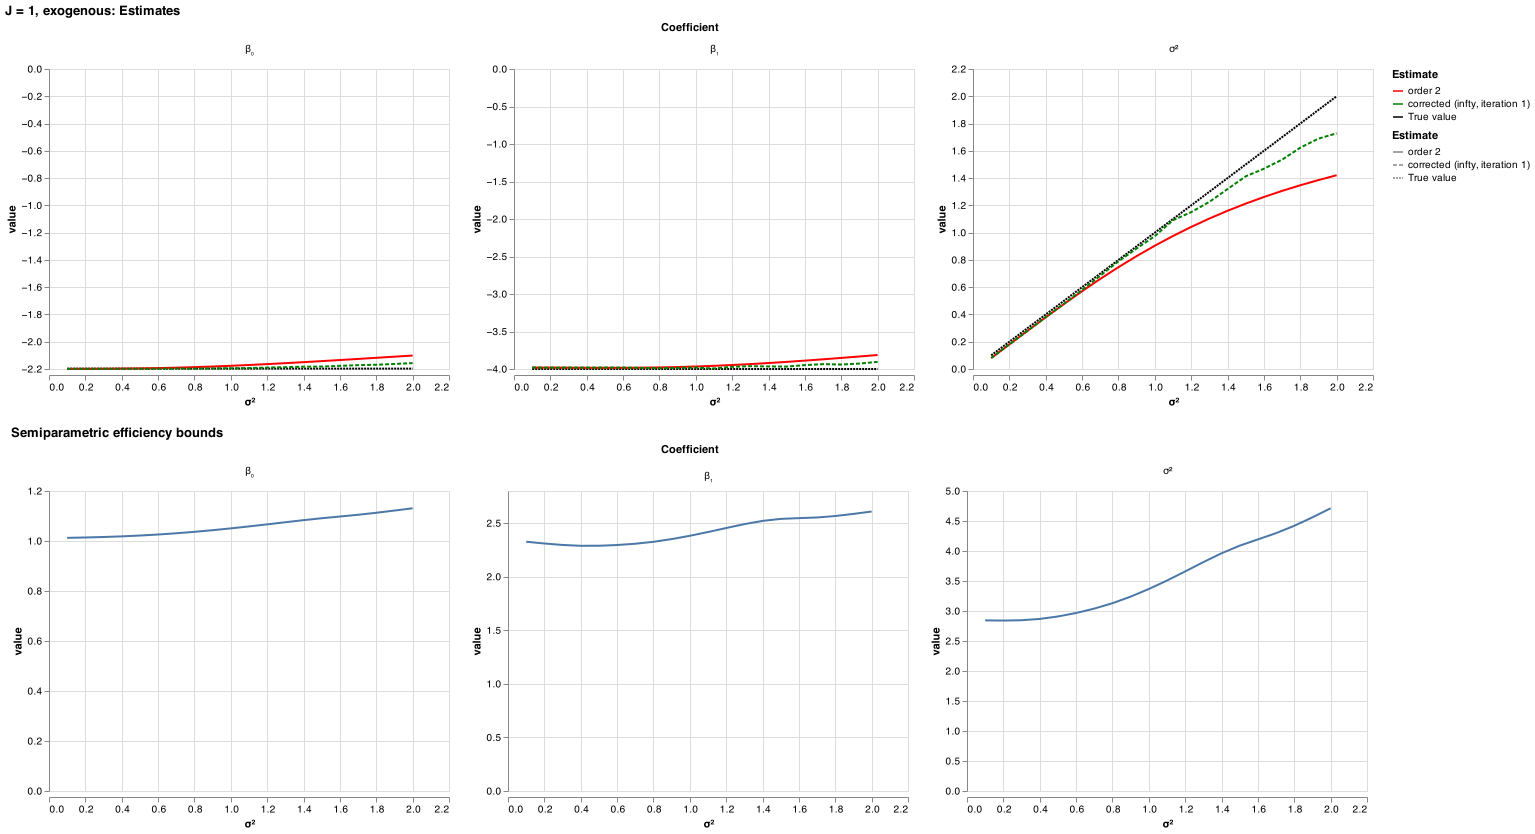 J = 1, exogenous: Estimates
Coefficient
β₀
β₁
σ²
value
0.0
−0.2
−0.4
−0.6
−0.8
−1.0
−1.2
−1.4
−1.6
−1.8
−2.0
−2.2
0.0 0.2 0.4 0.6 0.8 1.0 1.2 1.4 1.6 1.8 2.0 2.2
σ²
value
0.0
−0.5
−1.0
−1.5
−2.0
−2.5
−3.0
−3.5
−4.0
0.0 0.2 0.4 0.6 0.8 1.0 1.2 1.4 1.6 1.8 2.0 2.2
σ²
value
2.2
2.0
1.8
1.6
1.4
1.2
1.0
0.8
0.6
0.4
0.2
0.0
0.0 0.2 0.4 0.6 0.8 1.0 1.2 1.4 1.6 1.8 2.0 2.2
σ²
Estimate
order 2
corrected (infty, iteration 1)
True value
Estimate
order 2
corrected (infty, iteration 1)
True value
Semiparametric efficiency bounds
Coefficient
β₀
β₁
σ²
value
1.2
1.0
0.8
0.6
0.4
0.2
0.0
0.0 0.2 0.4 0.6 0.8 1.0 1.2 1.4 1.6 1.8 2.0 2.2
σ²
value
2.5
2.0
1.5
1.0
0.5
0.0
0.0 0.2 0.4 0.6 0.8 1.0 1.2 1.4 1.6 1.8 2.0 2.2
σ²
value
5.0
4.5
4.0
3.5
3.0
2.5
2.0
1.5
1.0
0.5
0.0
0.0 0.2 0.4 0.6 0.8 1.0 1.2 1.4 1.6 1.8 2.0 2.2
σ²